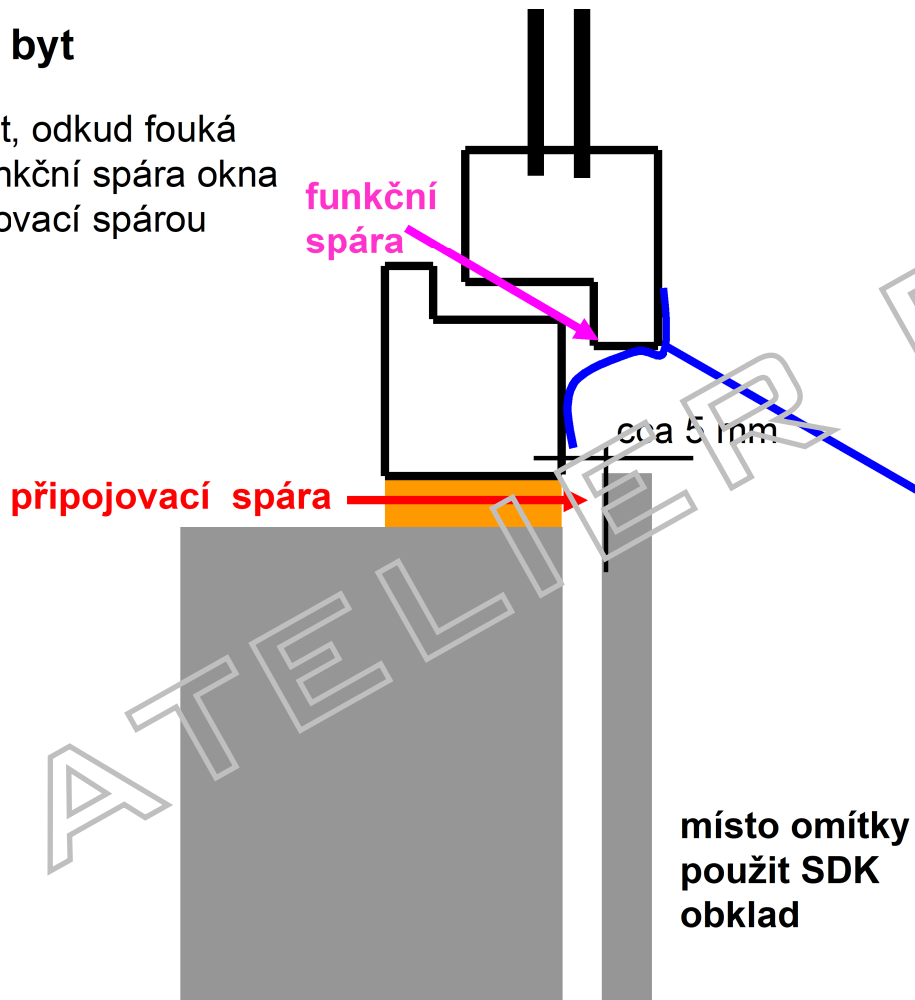 byt
t, odkud fouká
nkční spára okna
ovací spárou
funkční
spára
cca 5 mm
připojovací spára
ATELIER
místo omítky
použit SDK
obklad